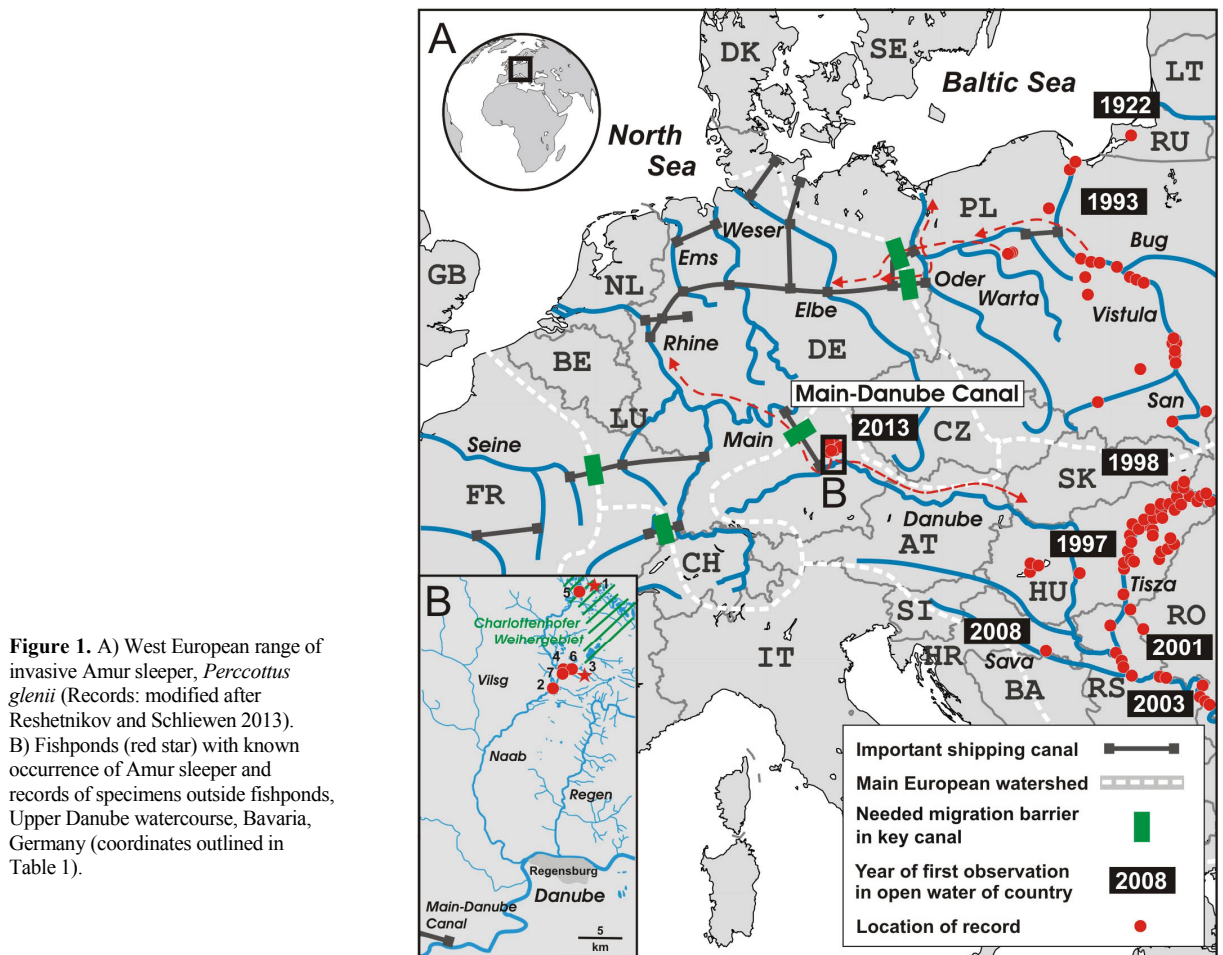 A
DK
SE
LT
Baltic Sea
1922
North
Sea
RU
PL
1993
Weser
Bug
Ems
GB
NL
Oder
Warta
Elbe
Vistula
Rhine
DE
BE
Main-Danube Canal
San
LU
2013
CZ
Main
Seine
1998
B
SK
FR
Danube
AT
1997
CH
Tisza
HU
RO
SI
2008
2001
HR
Sava
IT
BA
RS
2003
B
1
5
Charlottenhofer
Weihergebiet
4 6
3
7
Vilsg
2
Naab
Regen
Regensburg
Danube
Main-Danube
Canal
5
km
Important shipping canal
Main European watershed
Needed migration barrier
in key canal
Year of first observation
in open water of country
2008
Location of record
Figure 1. A) West European range of
invasive Amur sleeper, Perccottus
glenii (Records: modified after
Reshetnikov and Schliewen 2013).
B) Fishponds (red star) with known
occurrence of Amur sleeper and
records of specimens outside fishponds,
Upper Danube watercourse, Bavaria,
Germany (coordinates outlined in
Table 1).